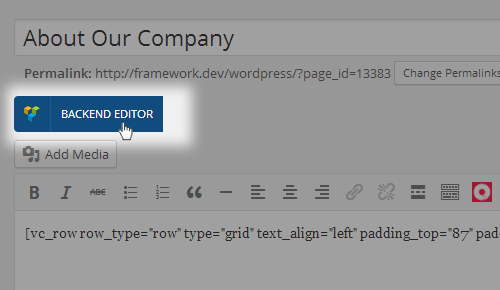 About Our Company
Permalink: http://framework.dev/wordpress/?page_id=13383 Change Permalinks
BACKEND EDITOR
Add Media
B I ABC
[vc_row row_type="row" type="grid" text_align="left" padding_top="87" pad